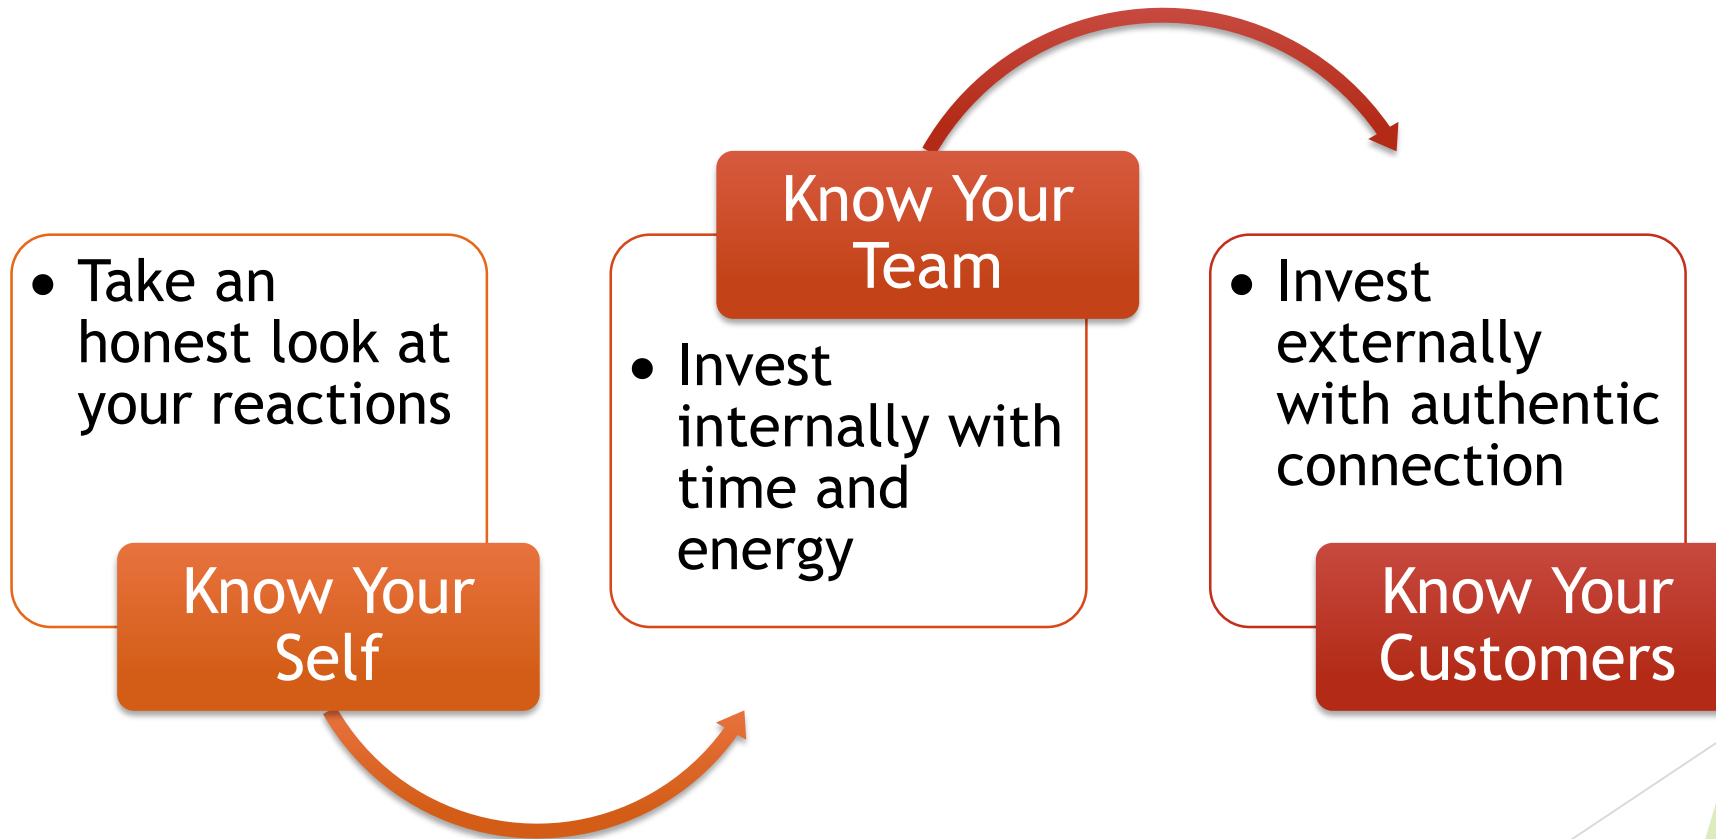 • Take an
honest look at
your reactions
Know Your
Self
Know Your
Team
• Invest
internally with
time and
energy
• Invest
externally
with authentic
connection
Know Your
Customers